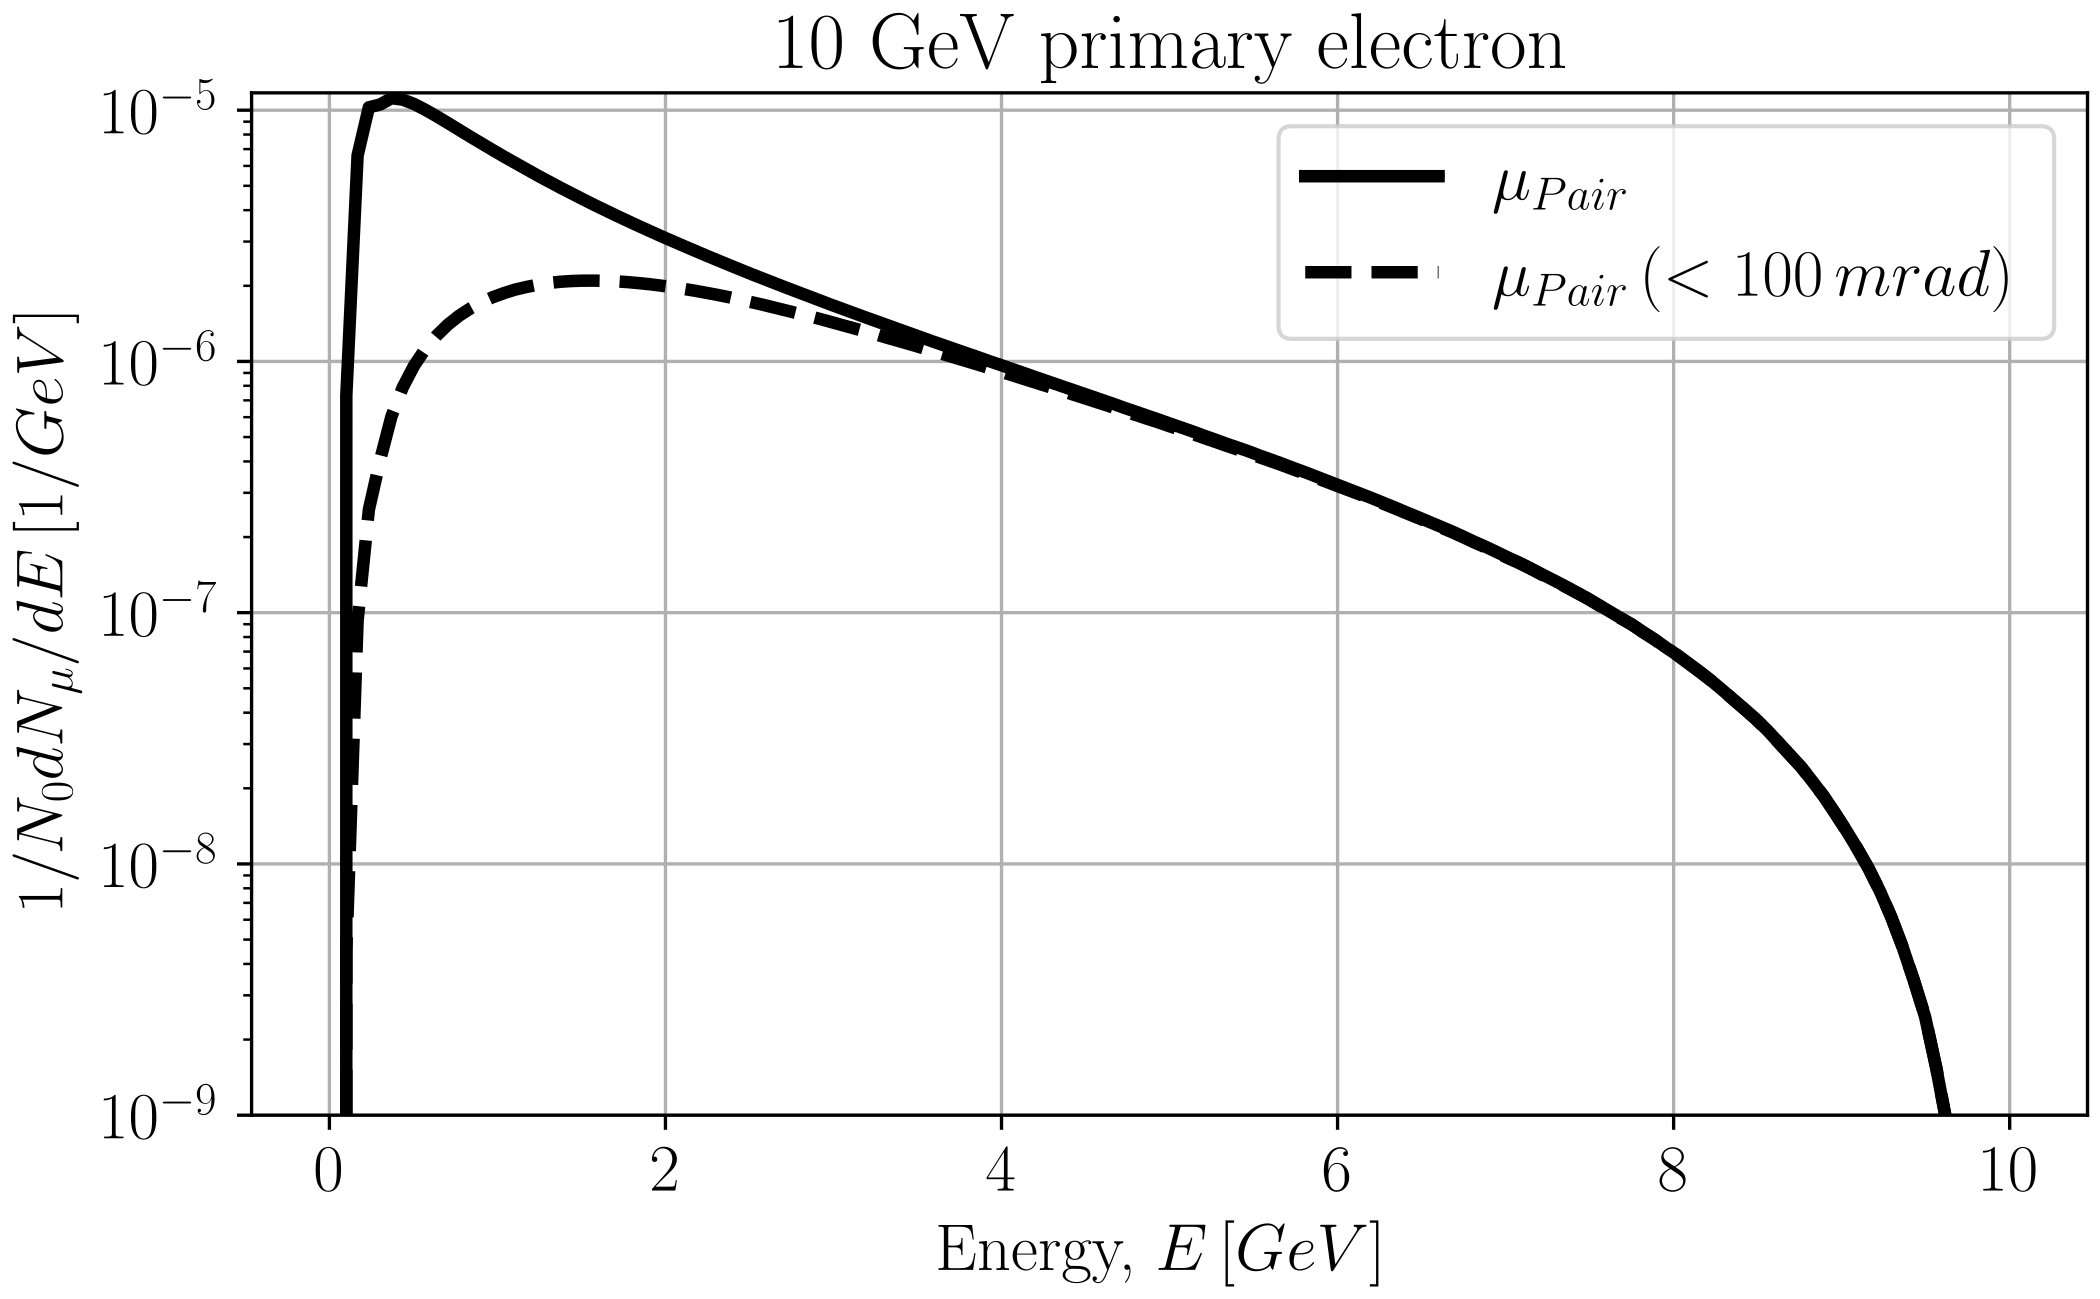 10 GeV primary electron
1/N₀dN_μ/dE [1/GeV]
10⁻⁵
10⁻⁶
10⁻⁷
10⁻⁸
10⁻⁹
μ_Pair
μ_Pair (< 100 mrad)
0 2 4 6 8 10
Energy, E [GeV]